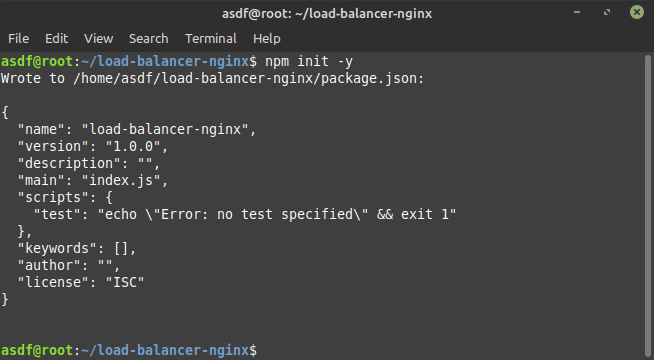 asdf@root: ~/load-balancer-nginx
File Edit View Search Terminal Help
asdf@root:~/load-balancer-nginx$ npm init -y
Wrote to /home/asdf/load-balancer-nginx/package.json:

{
  "name": "load-balancer-nginx",
  "version": "1.0.0",
  "description": "",
  "main": "index.js",
  "scripts": {
    "test": "echo \"Error: no test specified\" && exit 1"
  },
  "keywords": [],
  "author": "",
  "license": "ISC"
}

asdf@root:~/load-balancer-nginx$